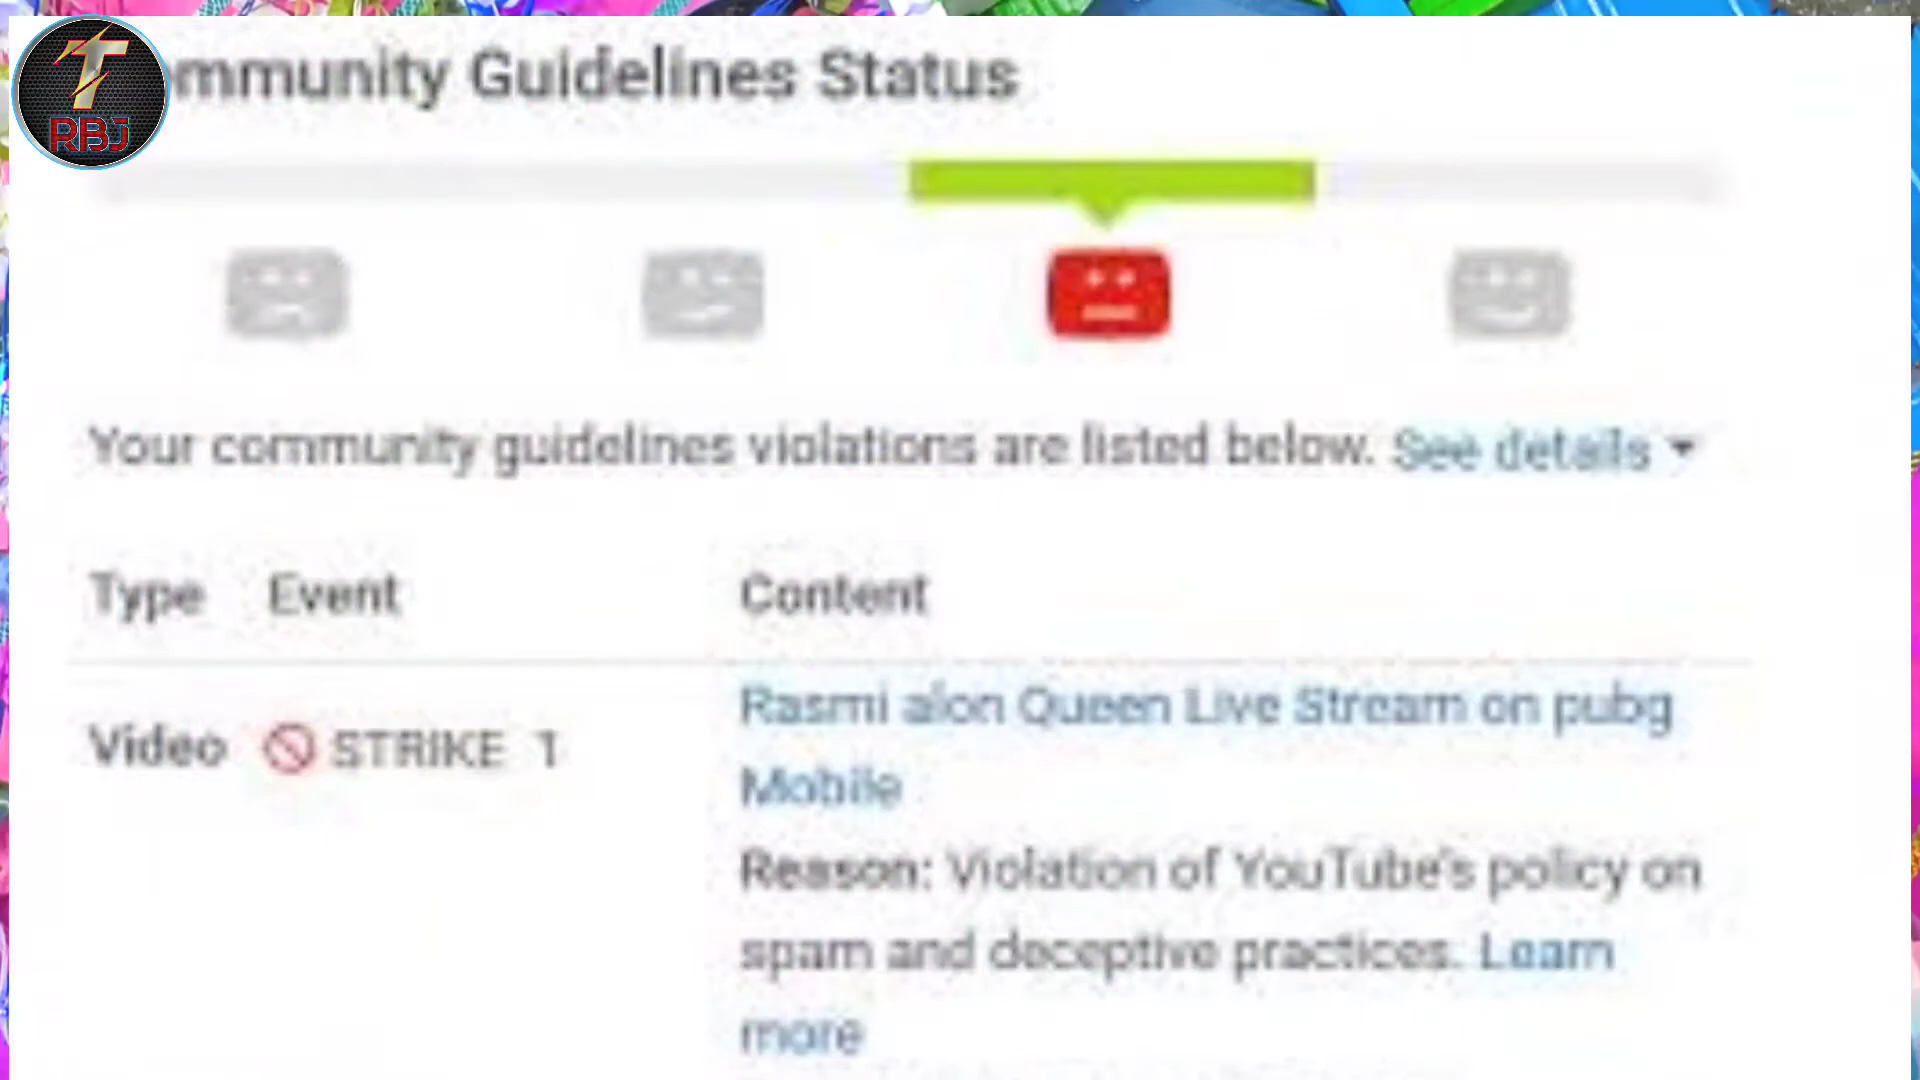 T
RBJ
mmunity Guidelines Status
Your community guidelines violations are listed below. See details
Type Event Content
Video STRIKE 1
Rasmi alon Queen Live Stream on pubg
Mobile
Reason: Violation of YouTube's policy on
spam and deceptive practices. Learn
more